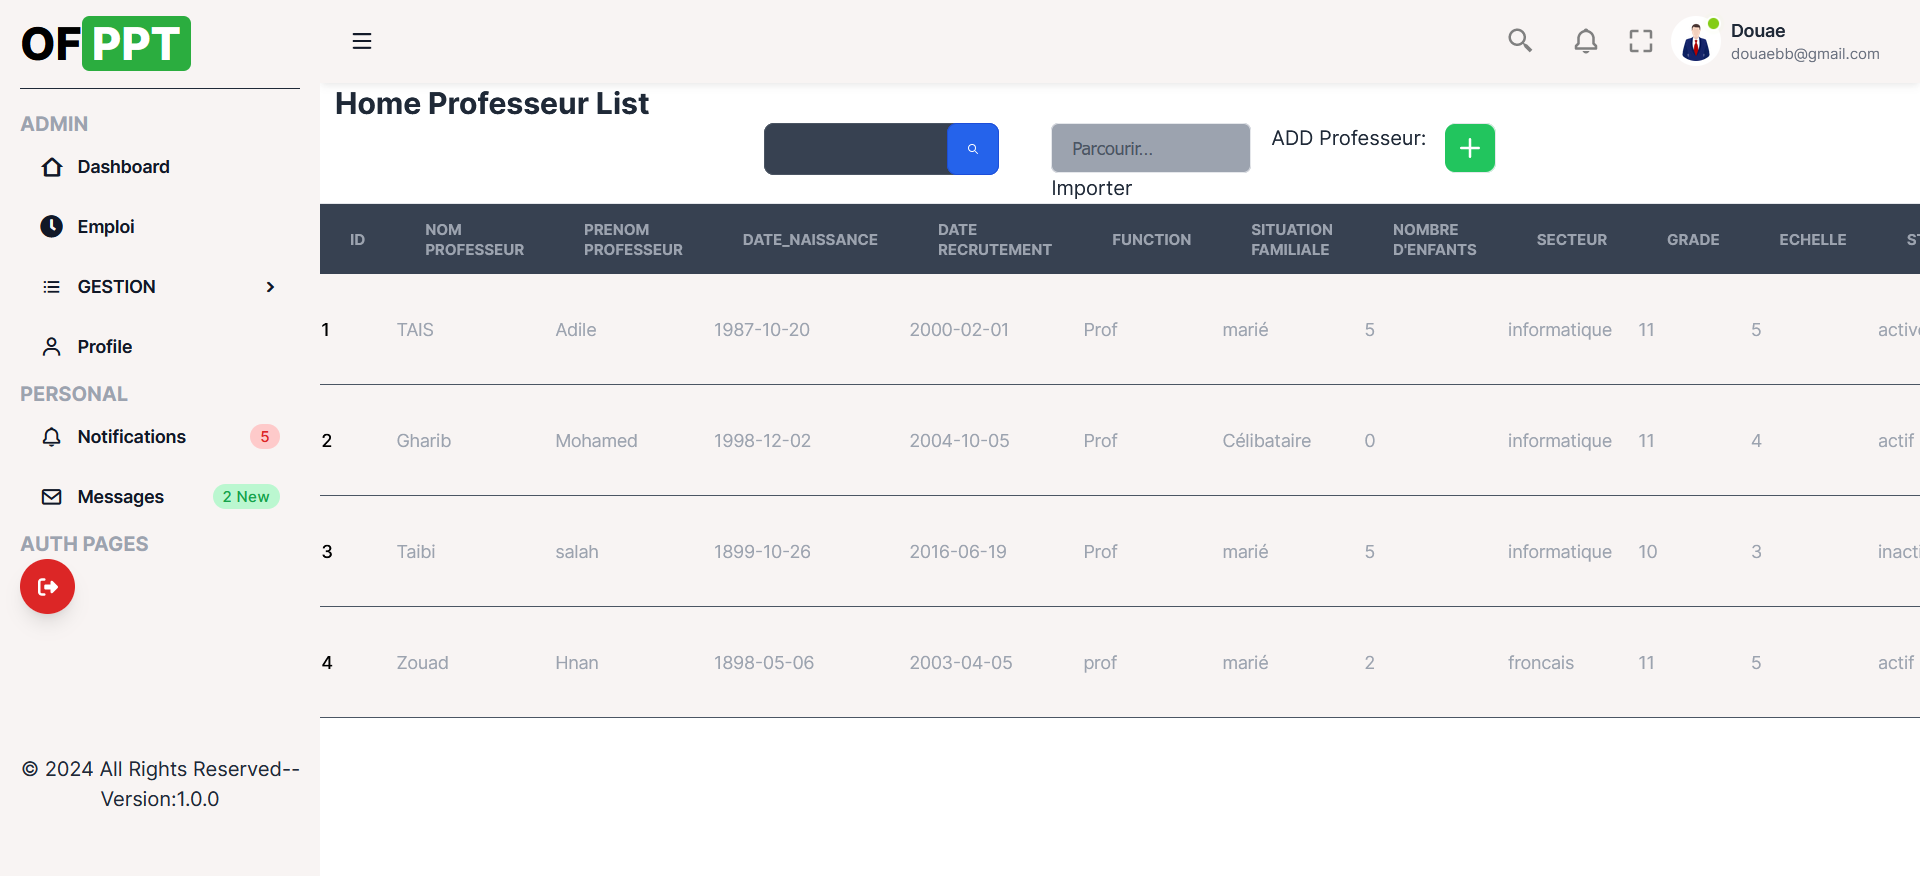 OFPPT
Douae
douaebb@gmail.com
ADMIN
Dashboard
Emploi
GESTION
Profile
PERSONAL
Notifications 5
Messages 2 New
AUTH PAGES
© 2024 All Rights Reserved--
Version:1.0.0
Home Professeur List
Parcourir...
Importer
ADD Professeur:
ID NOM PROFESSEUR PRENOM PROFESSEUR DATE_NAISSANCE DATE RECRUTEMENT FUNCTION SITUATION FAMILIALE NOMBRE D'ENFANTS SECTEUR GRADE ECHELLE
1 TAIS Adile 1987-10-20 2000-02-01 Prof marié 5 informatique 11 5
2 Gharib Mohamed 1998-12-02 2004-10-05 Prof Célibataire 0 informatique 11 4 actif
3 Taibi salah 1899-10-26 2016-06-19 Prof marié 5 informatique 10 3
4 Zouad Hnan 1898-05-06 2003-04-05 prof marié 2 froncais 11 5 actif